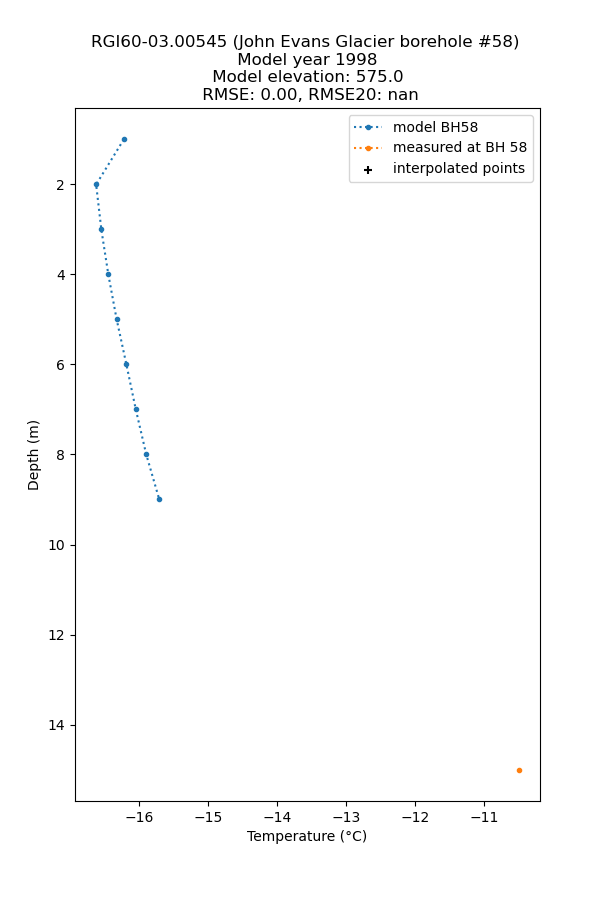 RGI60-03.00545 (John Evans Glacier borehole #58)
Model year 1998
Model elevation: 575.0
RMSE: 0.00, RMSE20: nan
model BH58
measured at BH 58
interpolated points
2
4
6
8
10
12
14
Depth (m)
−16
−15
−14
−13
−12
−11
Temperature (°C)